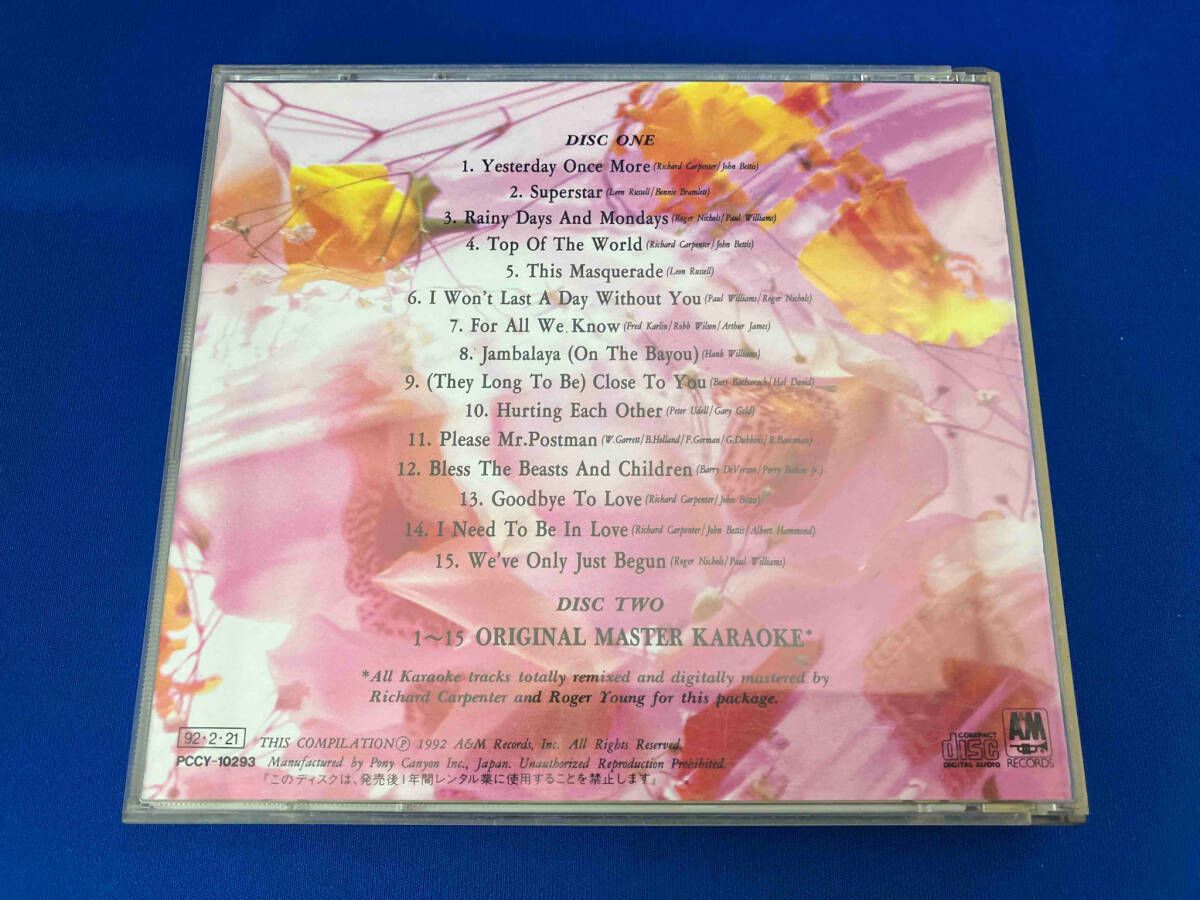 DISC ONE
1. Yesterday Once More (Richard Carpenter/John Bettis)
2. Superstar (Leon Russell/Bonnie Bramlett)
3. Rainy Days And Mondays (Roger Nichols/Paul Williams)
4. Top Of The World (Richard Carpenter/John Bettis)
5. This Masquerade (Leon Russell)
6. I Won't Last A Day Without You (Paul Williams/Roger Nichols)
7. For All We Know (Fred Karlin/Robb Wilson/Arthur James)
8. Jambalaya (On The Bayou) (Hank Williams)
9. (They Long To Be) Close To You (Burt Bacharach/Hal David)
10. Hurting Each Other (Peter Udell/Gary Geld)
11. Please Mr.Postman (W.Garrett/B.Holland/F.Gorman/G.Dobbins/R.Bateman)
12. Bless The Beasts And Children (Barry DeVorzon/Perry Botkin Jr.)
13. Goodbye To Love (Richard Carpenter/John Bettis)
14. I Need To Be In Love (Richard Carpenter/John Bettis/Albert Hammond)
15. We've Only Just Begun (Roger Nichols/Paul Williams)
DISC TWO
1~15 ORIGINAL MASTER KARAOKE*
*All Karaoke tracks totally remixed and digitally mastered by
Richard Carpenter and Roger Young for this package.
92・2・21
PCCY-10293
THIS COMPILATION Ⓟ 1992 A&M Records, Inc. All Rights Reserved.
Manufactured by Pony Canyon Inc., Japan. Unauthorized Reproduction Prohibited.
『このディスクは、発売後1年間レンタル業に使用することを禁止します』
COMPACT
disc
DIGITAL AUDIO
A&M
RECORDS